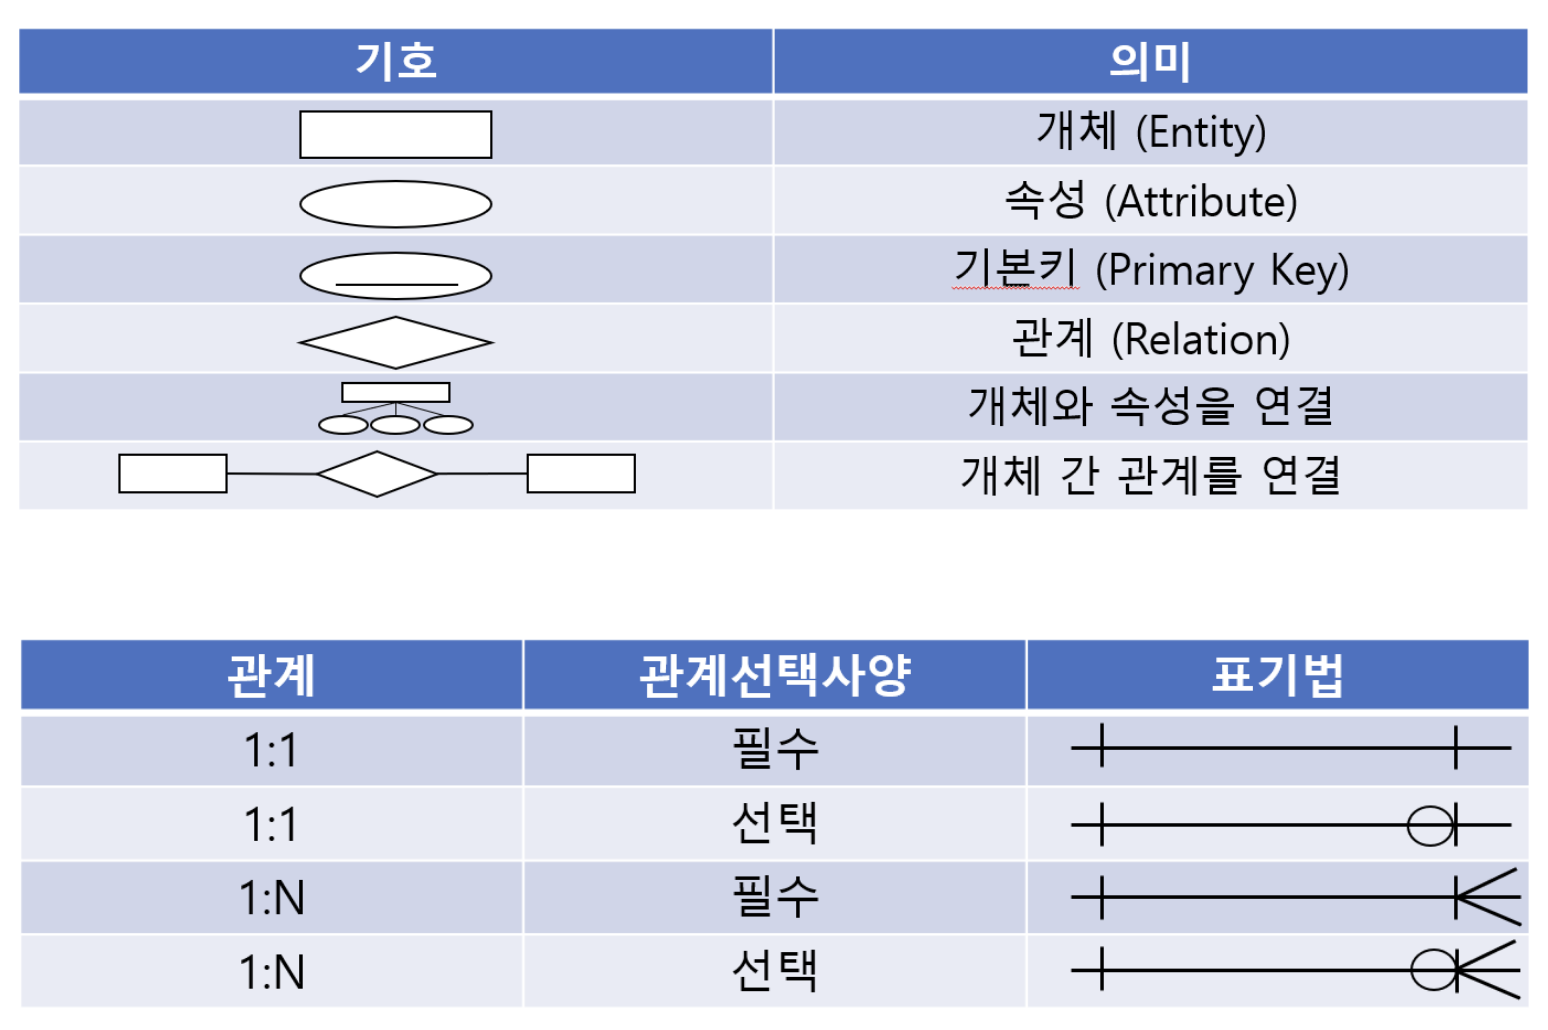 기호 의미
개체 (Entity)
속성 (Attribute)
기본키 (Primary Key)
관계 (Relation)
개체와 속성을 연결
개체 간 관계를 연결
관계 관계선택사양 표기법
1:1 필수
1:1 선택
1:N 필수
1:N 선택